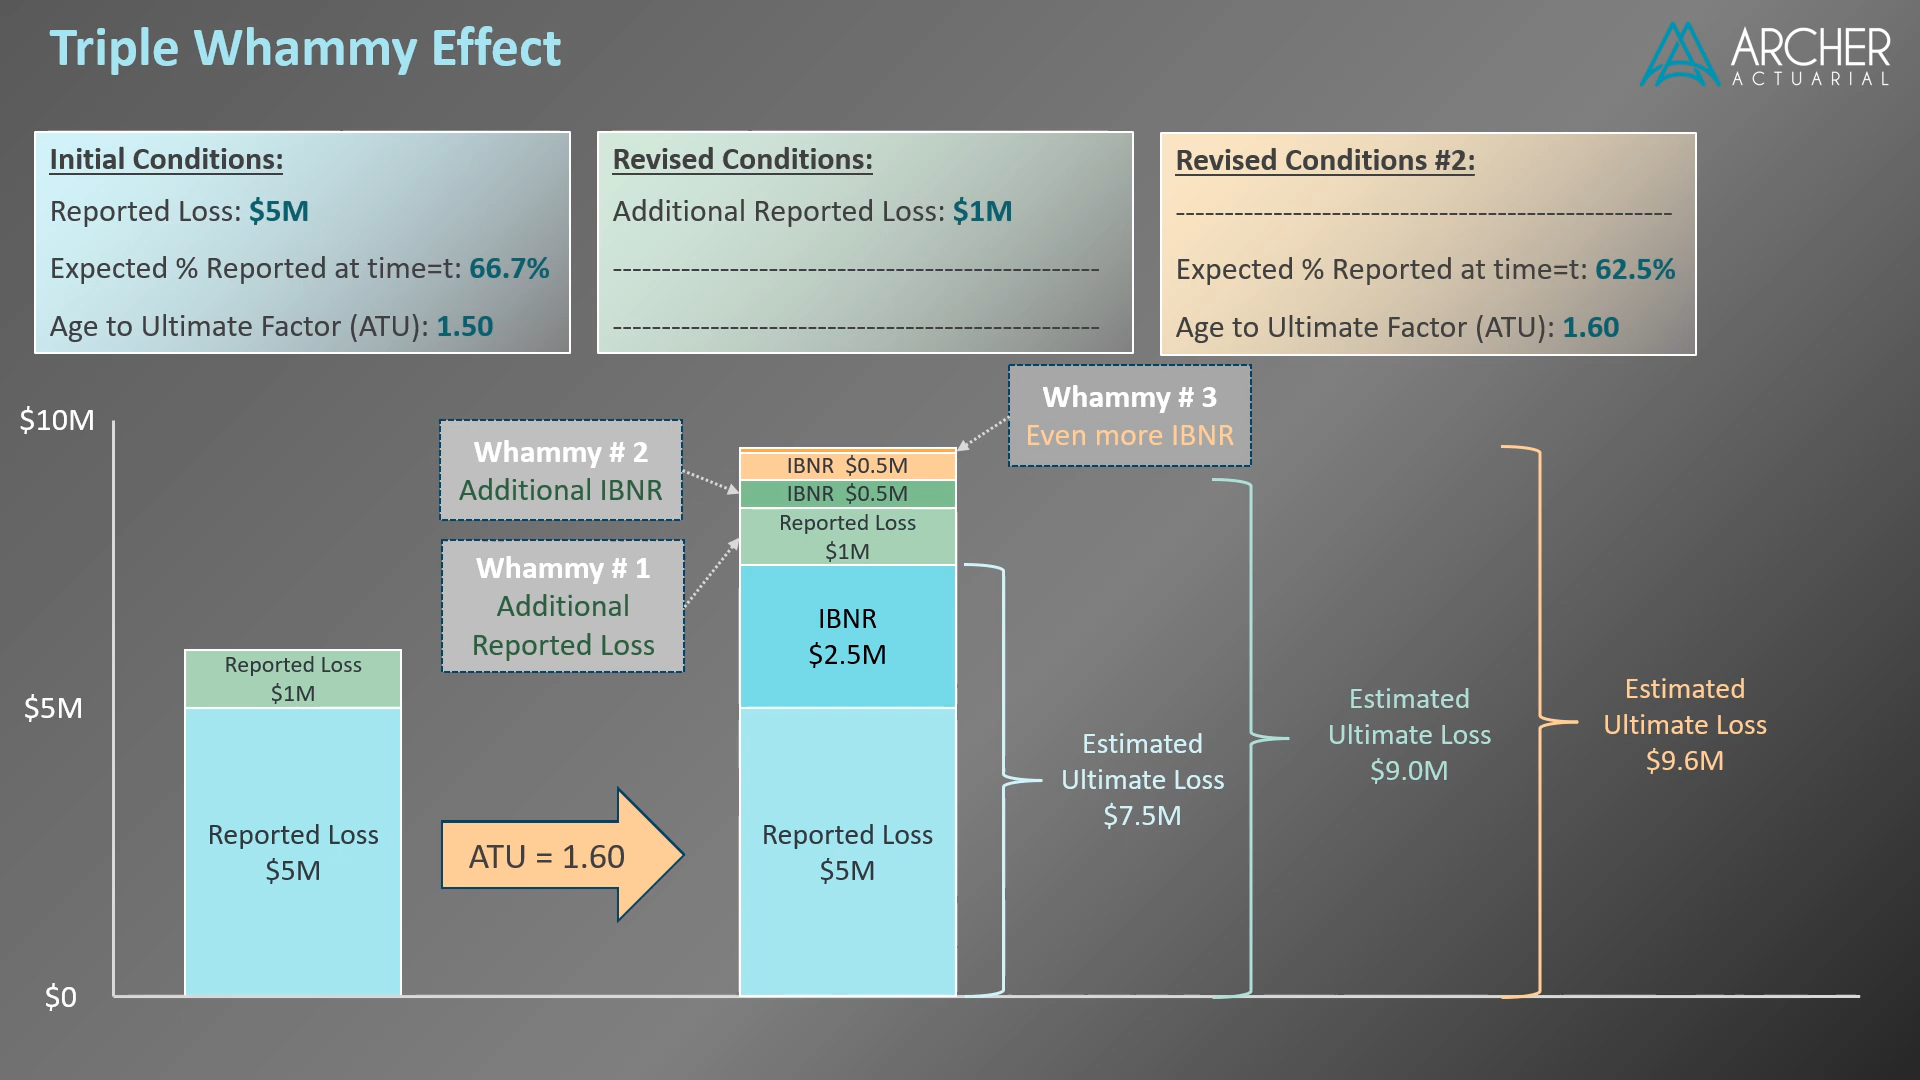 Triple Whammy Effect
ARCHER
ACTUARIAL
Initial Conditions:
Reported Loss: $5M
Expected % Reported at time=t: 66.7%
Age to Ultimate Factor (ATU): 1.50
Revised Conditions:
Additional Reported Loss: $1M
--------------------------------------------------
--------------------------------------------------
Revised Conditions #2:
---------------------------------------------------
Expected % Reported at time=t: 62.5%
Age to Ultimate Factor (ATU): 1.60
$10M
$5M
$0
Reported Loss
$1M
Reported Loss
$5M
Whammy # 2
Additional IBNR
Whammy # 1
Additional
Reported Loss
ATU = 1.60
Whammy # 3
Even more IBNR
IBNR $0.5M
IBNR $0.5M
Reported Loss
$1M
IBNR
$2.5M
Reported Loss
$5M
Estimated
Ultimate Loss
$7.5M
Estimated
Ultimate Loss
$9.0M
Estimated
Ultimate Loss
$9.6M